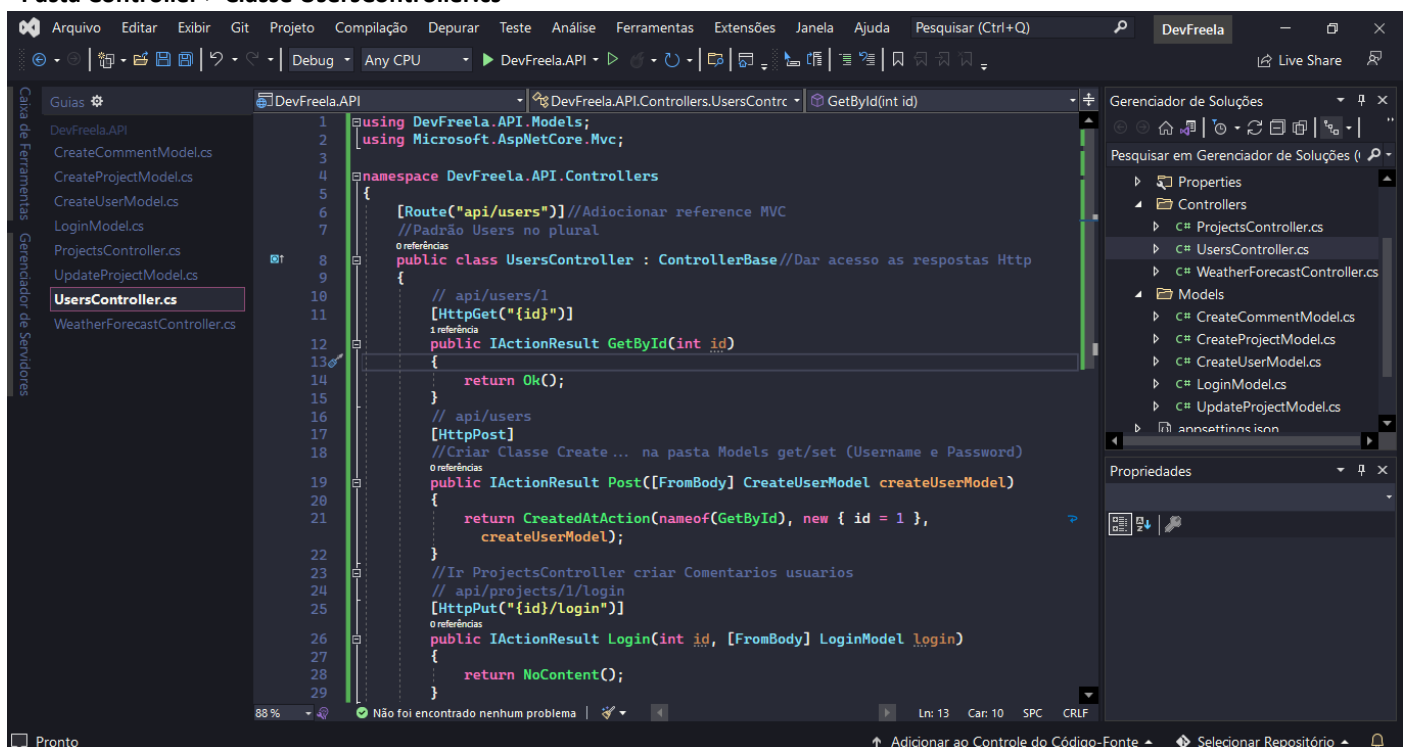 Arquivo Editar Exibir Git Projeto Compilação Depurar Teste Análise Ferramentas Extensões Janela Ajuda Pesquisar (Ctrl+Q) DevFreela
Debug Any CPU DevFreela.API Live Share
Caixa de Ferramentas
Gerenciador de Servidores
Guias
DevFreela.API
CreateCommentModel.cs
CreateProjectModel.cs
CreateUserModel.cs
LoginModel.cs
ProjectsController.cs
UpdateProjectModel.cs
UsersController.cs
WeatherForecastController.cs
DevFreela.API DevFreela.API.Controllers.UsersContrc GetById(int id)
1 using DevFreela.API.Models;
2 using Microsoft.AspNetCore.Mvc;
3
4 namespace DevFreela.API.Controllers
5 {
6 [Route("api/users")]//Adiocionar reference MVC
7 //Padrão Users no plural
0 referências
8 public class UsersController : ControllerBase//Dar acesso as respostas Http
9 {
10 // api/users/1
11 [HttpGet("{id}")]
1 referência
12 public IActionResult GetById(int id)
13 {
14 return Ok();
15 }
16 // api/users
17 [HttpPost]
18 //Criar Classe Create... na pasta Models get/set (Username e Password)
0 referências
19 public IActionResult Post([FromBody] CreateUserModel createUserModel)
20 {
21 return CreatedAtAction(nameof(GetById), new { id = 1 },
createUserModel);
22 }
23 //Ir ProjectsController criar Comentarios usuarios
24 // api/projects/1/login
25 [HttpPut("{id}/login")]
0 referências
26 public IActionResult Login(int id, [FromBody] LoginModel login)
27 {
28 return NoContent();
29 }
88 % Não foi encontrado nenhum problema Ln: 13 Car: 10 SPC CRLF
Gerenciador de Soluções
Pesquisar em Gerenciador de Soluções (
Properties
Controllers
C# ProjectsController.cs
C# UsersController.cs
C# WeatherForecastController.cs
Models
C# CreateCommentModel.cs
C# CreateProjectModel.cs
C# CreateUserModel.cs
C# LoginModel.cs
C# UpdateProjectModel.cs
appsettings.json
Propriedades
Pronto Adicionar ao Controle do Código-Fonte Selecionar Repositório